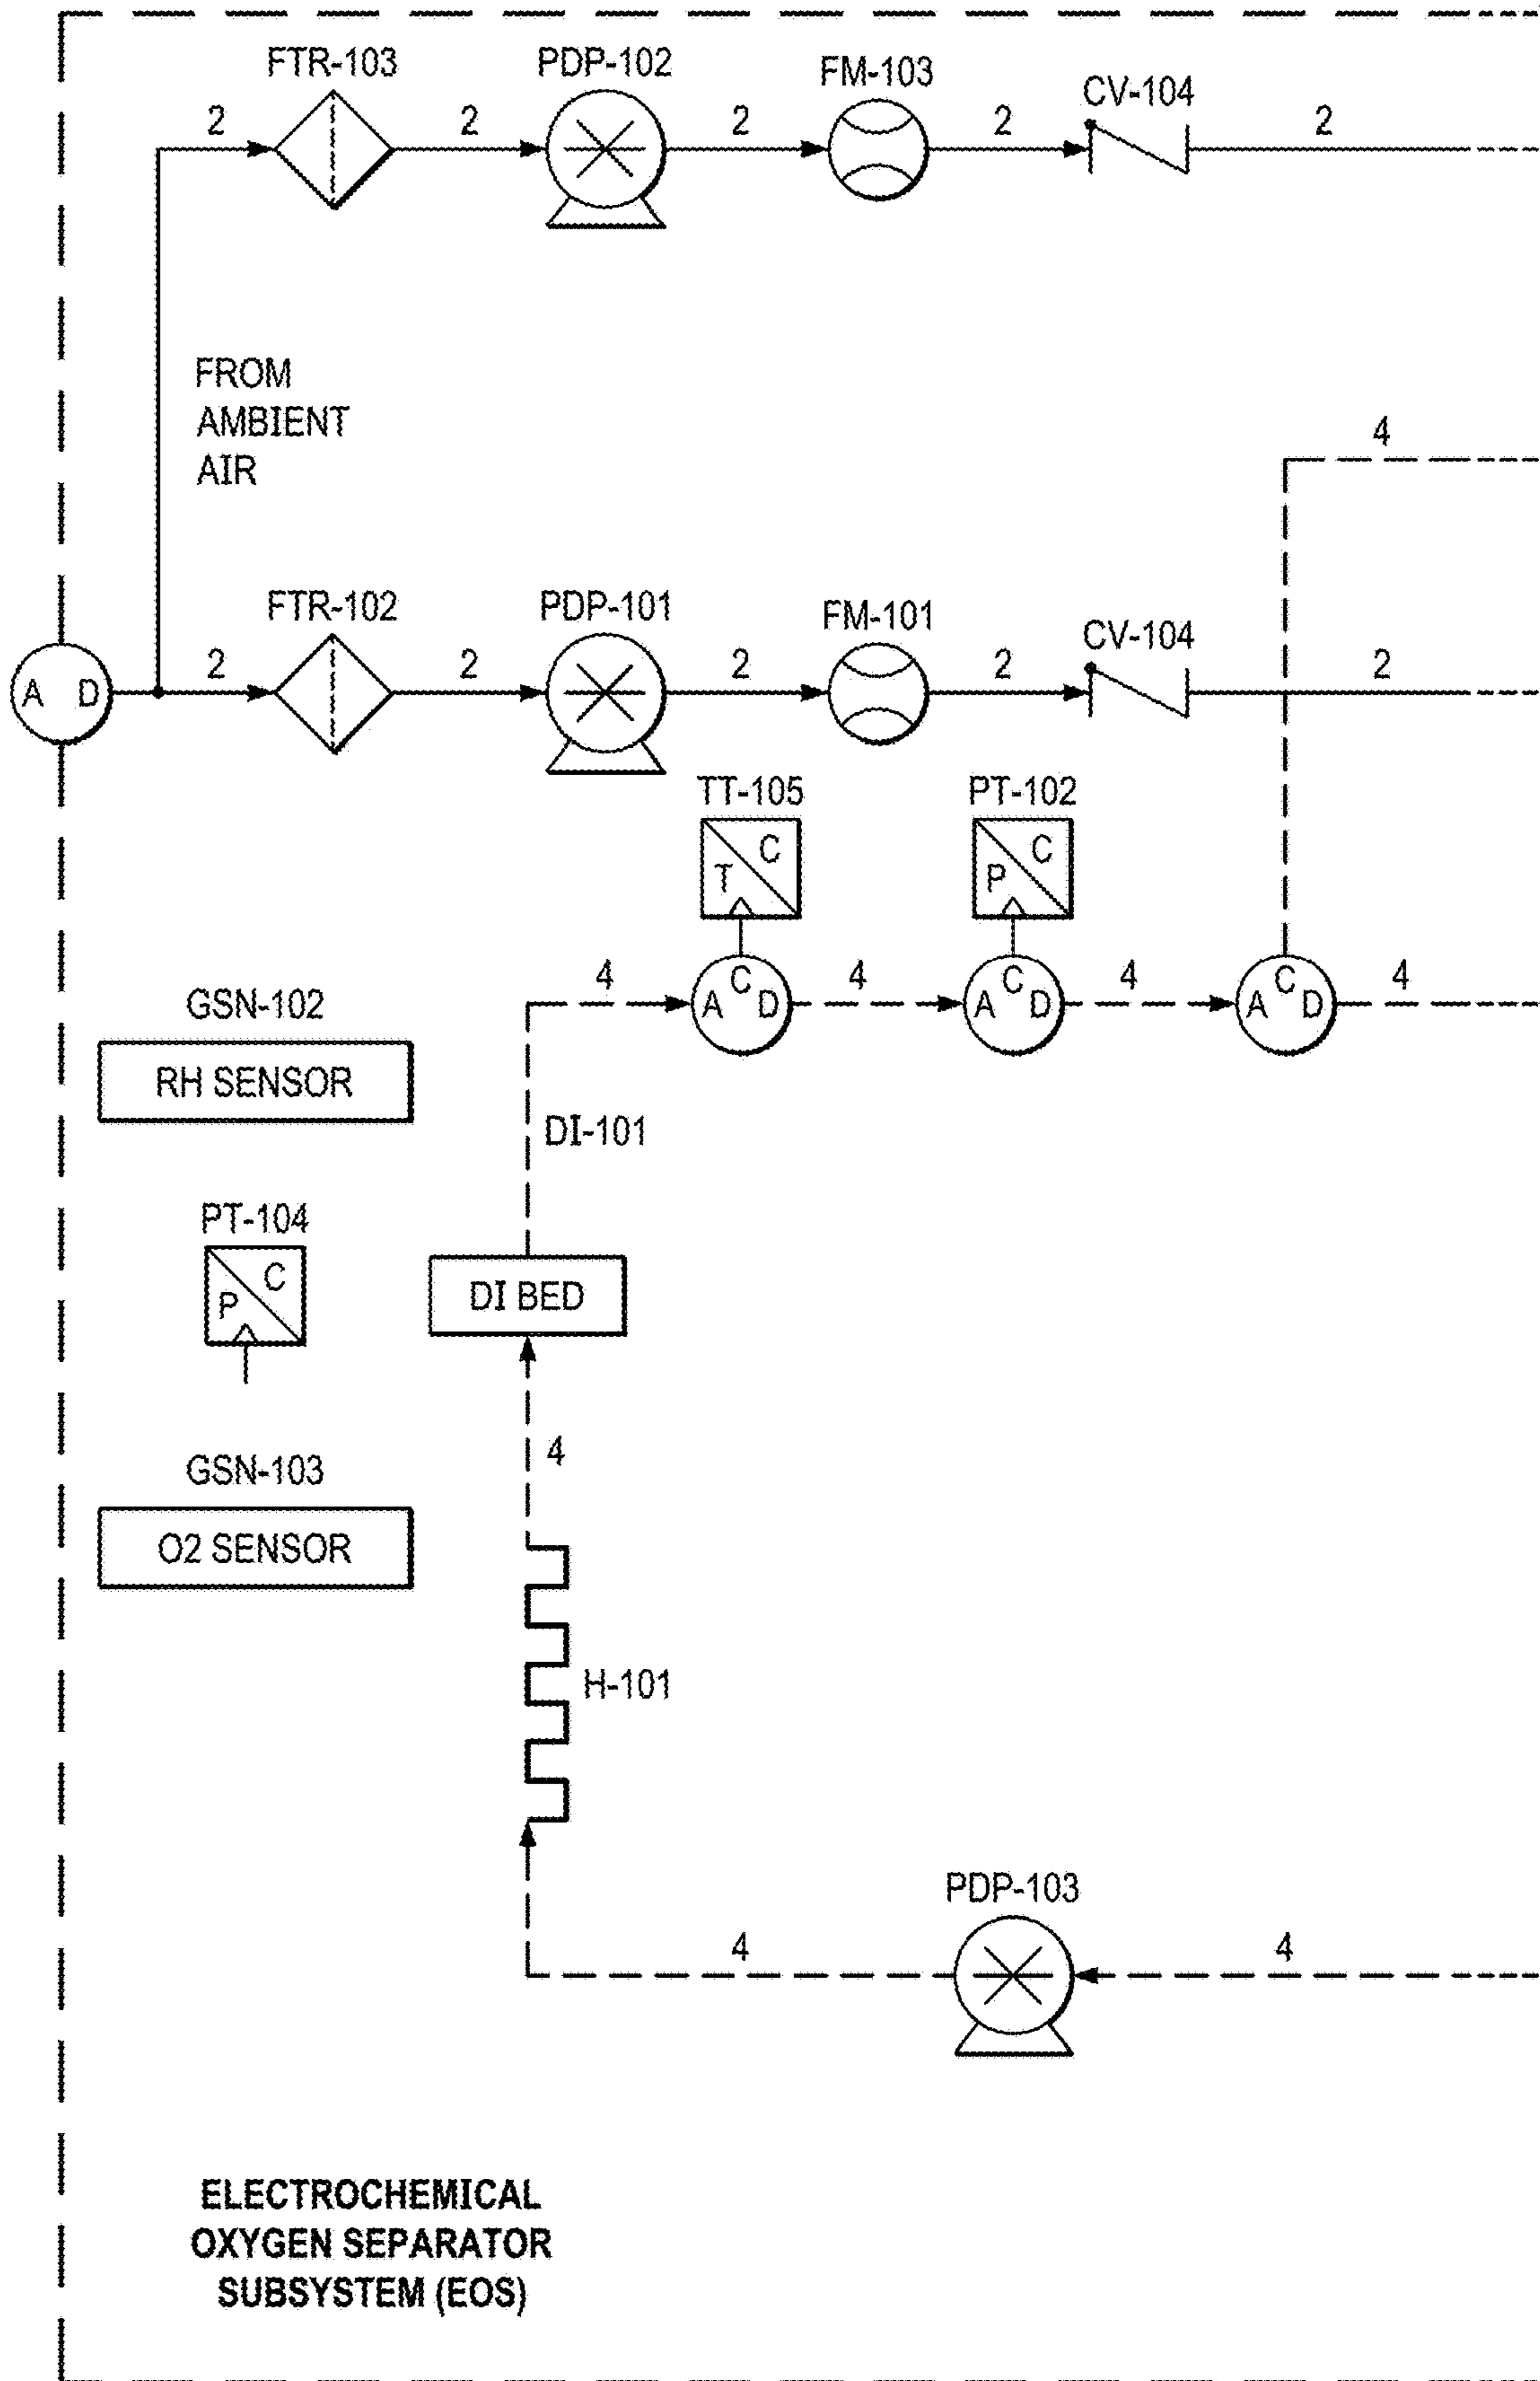 FTR-103 PDP-102 FM-103 CV-104
2 2 2 2 2
FROM
AMBIENT
AIR
4
FTR-102 PDP-101 FM-101 CV-104
A D 2 2 2 2 2
TT-105 PT-102
T C P C
4 A C D 4 A C D 4 A C D 4
GSN-102
RH SENSOR
DI-101
PT-104
P C
DI BED
4
GSN-103
O2 SENSOR
H-101
PDP-103
4 4
ELECTROCHEMICAL
OXYGEN SEPARATOR
SUBSYSTEM (EOS)